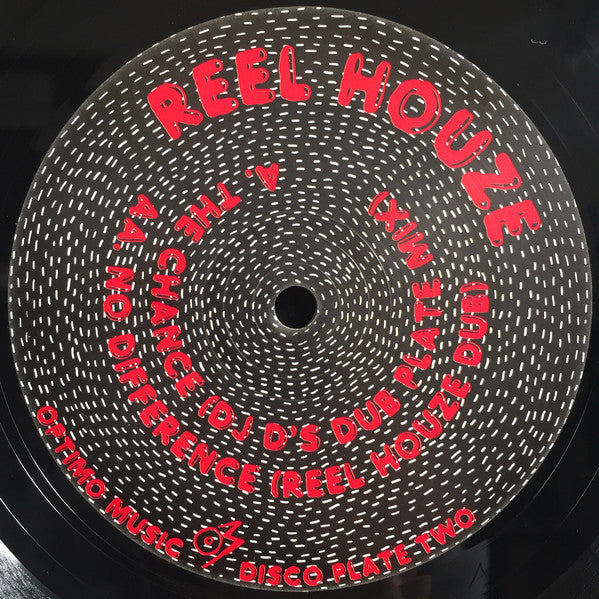 REEL HOUZE
A. THE CHANCE (DJ D'S DUB PLATE MIX)
AA. NO DIFFERENCE (REEL HOUZE DUB)
OPTIMO MUSIC DISCO PLATE TWO